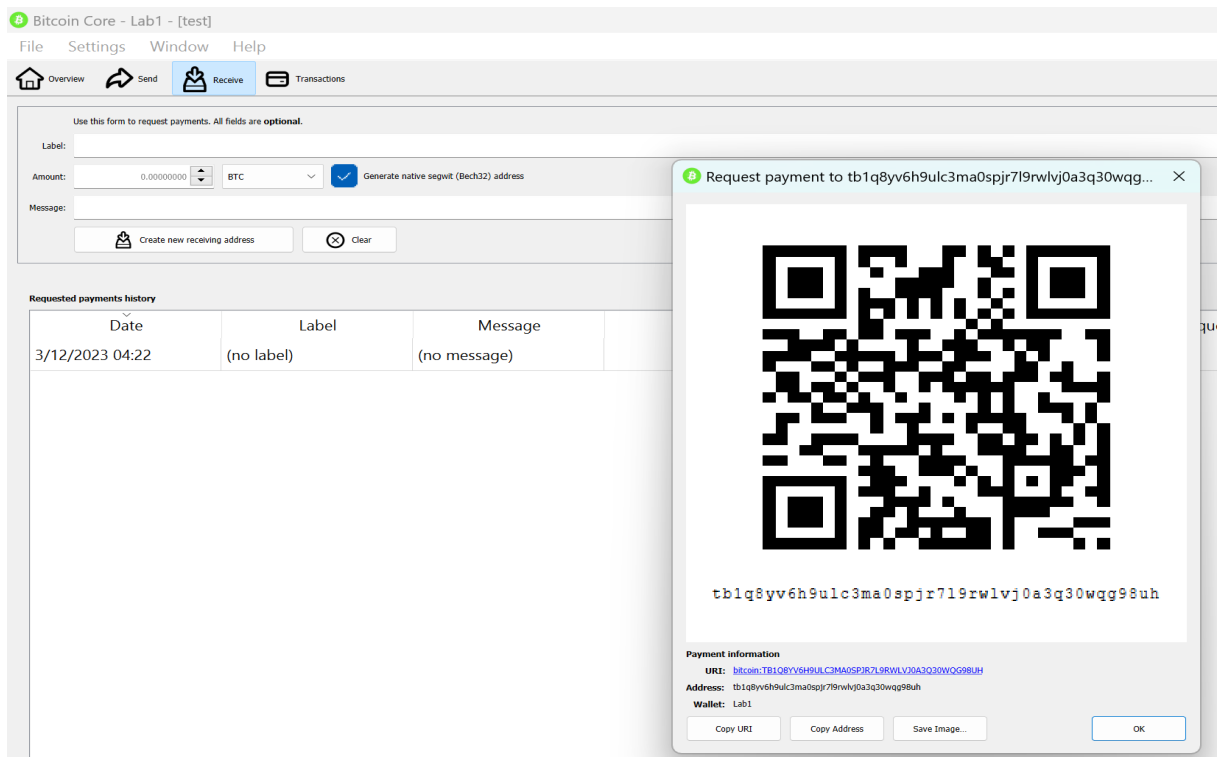 Bitcoin Core - Lab1 - [test]
File Settings Window Help
Overview Send Receive Transactions
Use this form to request payments. All fields are optional.
Label:
Amount: 0.00000000 BTC Generate native segwit (Bech32) address
Message:
Create new receiving address Clear
Requested payments history
Date Label Message
3/12/2023 04:22 (no label) (no message)
Request payment to tb1q8yv6h9ulc3ma0spjr7l9rwlvj0a3q30wqg...
tb1q8yv6h9ulc3ma0spjr7l9rwlvj0a3q30wqg98uh
Payment information
URI: bitcoin:TB1Q8YV6H9ULC3MA0SPJR7L9RWLVJ0A3Q30WQG98UH
Address: tb1q8yv6h9ulc3ma0spjr7l9rwlvj0a3q30wqg98uh
Wallet: Lab1
Copy URI Copy Address Save Image... OK